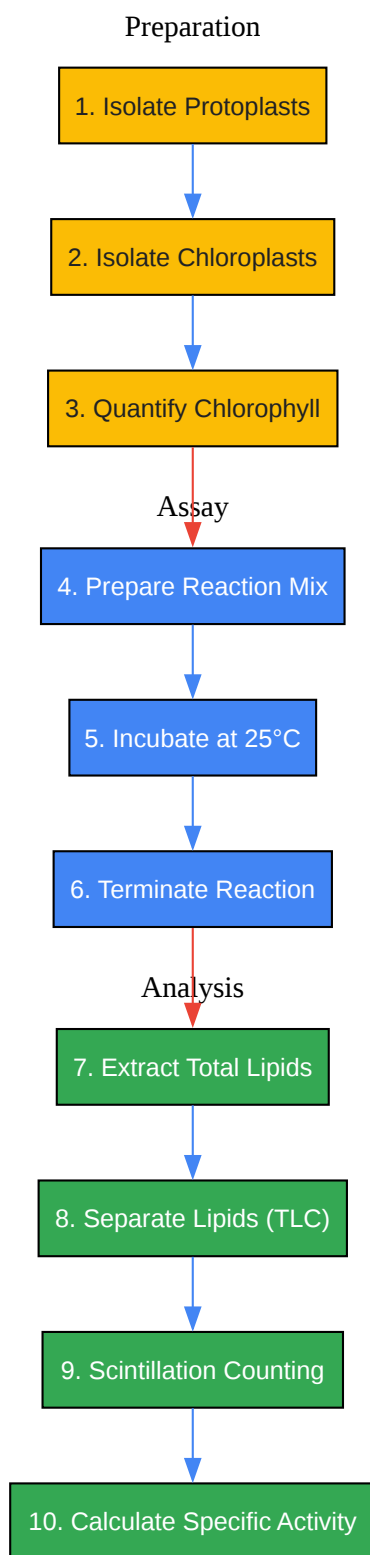 Preparation
1. Isolate Protoplasts
2. Isolate Chloroplasts
3. Quantify Chlorophyll
Assay
4. Prepare Reaction Mix
5. Incubate at 25°C
6. Terminate Reaction
Analysis
7. Extract Total Lipids
8. Separate Lipids (TLC)
9. Scintillation Counting
10. Calculate Specific Activity